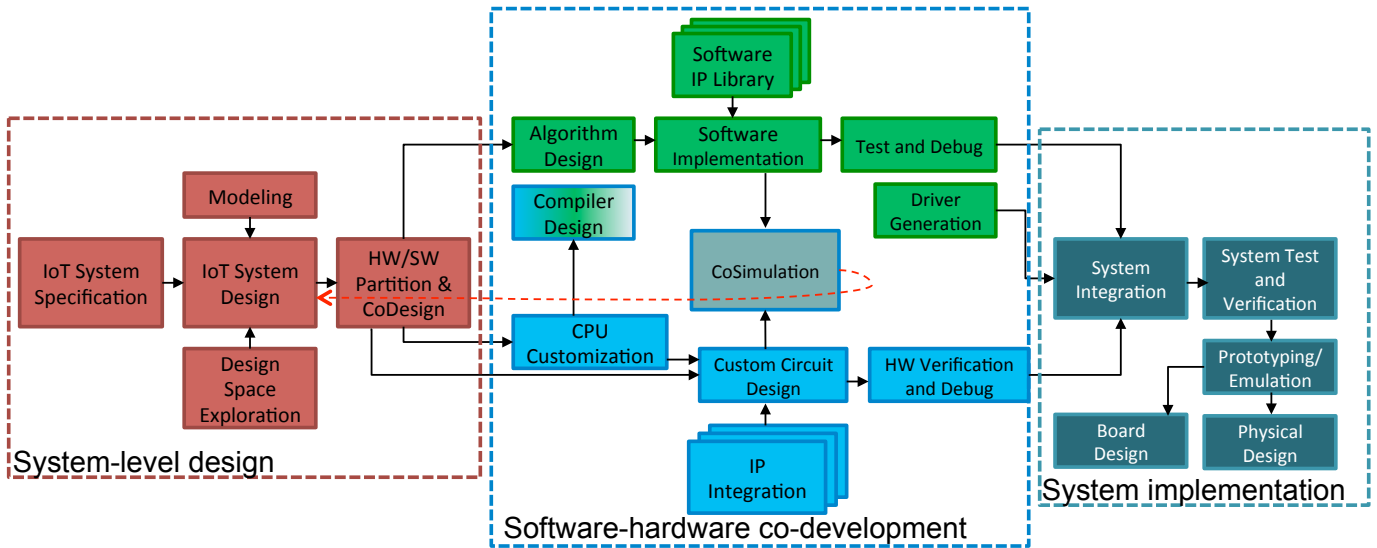 Modeling
IoT System
Specification
IoT System
Design
HW/SW
Partition &
CoDesign
Design
Space
Exploration
System-level design
Software
IP Library
Algorithm
Design
Software
Implementation
Test and Debug
Compiler
Design
Driver
Generation
CoSimulation
CPU
Customization
Custom Circuit
Design
HW Verification
and Debug
IP
Integration
Software-hardware co-development
System
Integration
System Test
and
Verification
Prototyping/
Emulation
Board
Design
Physical
Design
System implementation